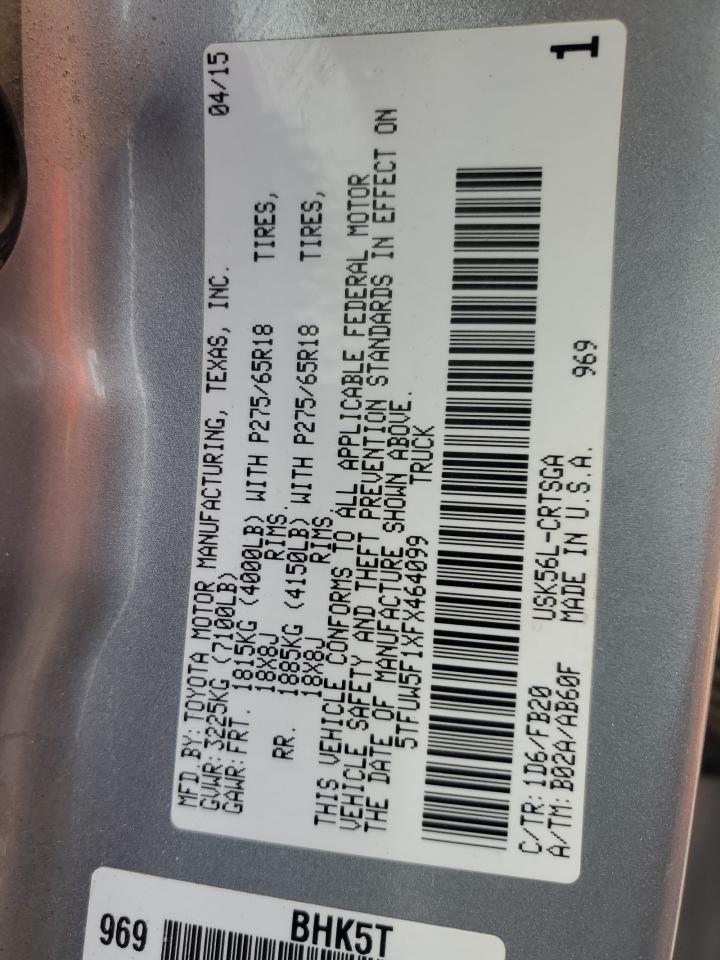 MFD.BY:TOYOTA MOTOR MANUFACTURING, TEXAS, INC. 04/15
GVWR:3225KG (7100LB)
GAWR:FRT. 1815KG (4000LB) WITH P275/65R18 TIRES,
18X8J RIMS,
RR. 1885KG (4150LB) WITH P275/65R18 TIRES,
18X8J RIMS
THIS VEHICLE CONFORMS TO ALL APPLICABLE FEDERAL MOTOR
VEHICLE SAFETY AND THEFT PREVENTION STANDARDS IN EFFECT ON
THE DATE OF MANUFACTURE SHOWN ABOVE.
5TFUW5F1XFX464099 TRUCK
C/TR:1D6/FB20 USK56L-CRTSGA 969
A/TM:B02A/AB60F MADE IN U.S.A.
1
969 BHK5T